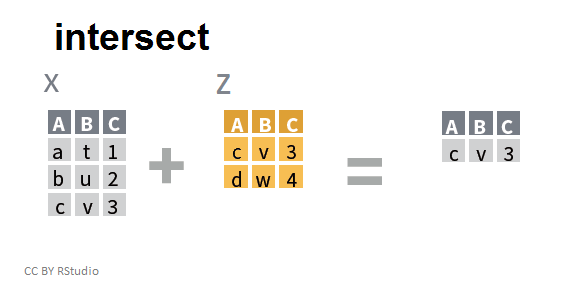 intersect
X Z
A B C A B C A B C
a t 1 c v 3 c v 3
b u 2 + d w 4 =
c v 3
CC BY RStudio